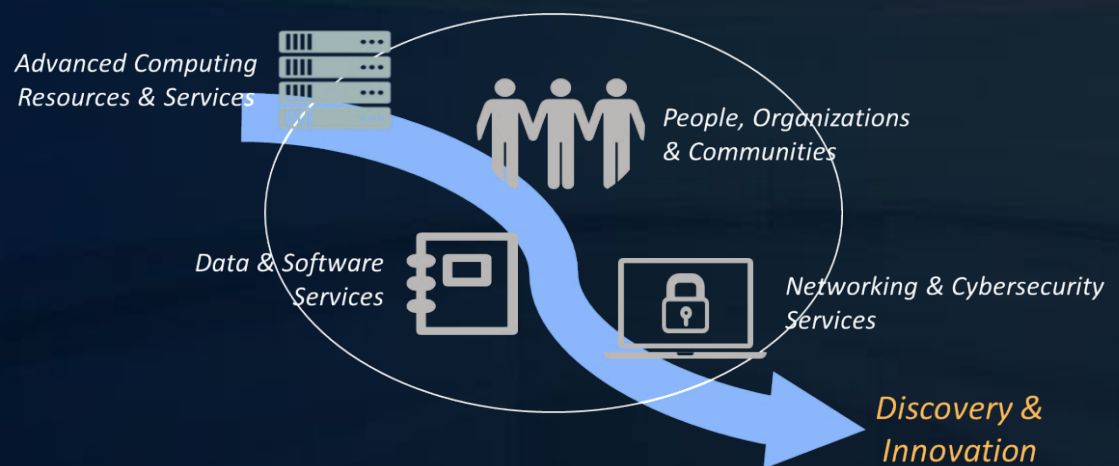 Advanced Computing
Resources & Services
People, Organizations
& Communities
Data & Software
Services
Networking & Cybersecurity
Services
Discovery &
Innovation